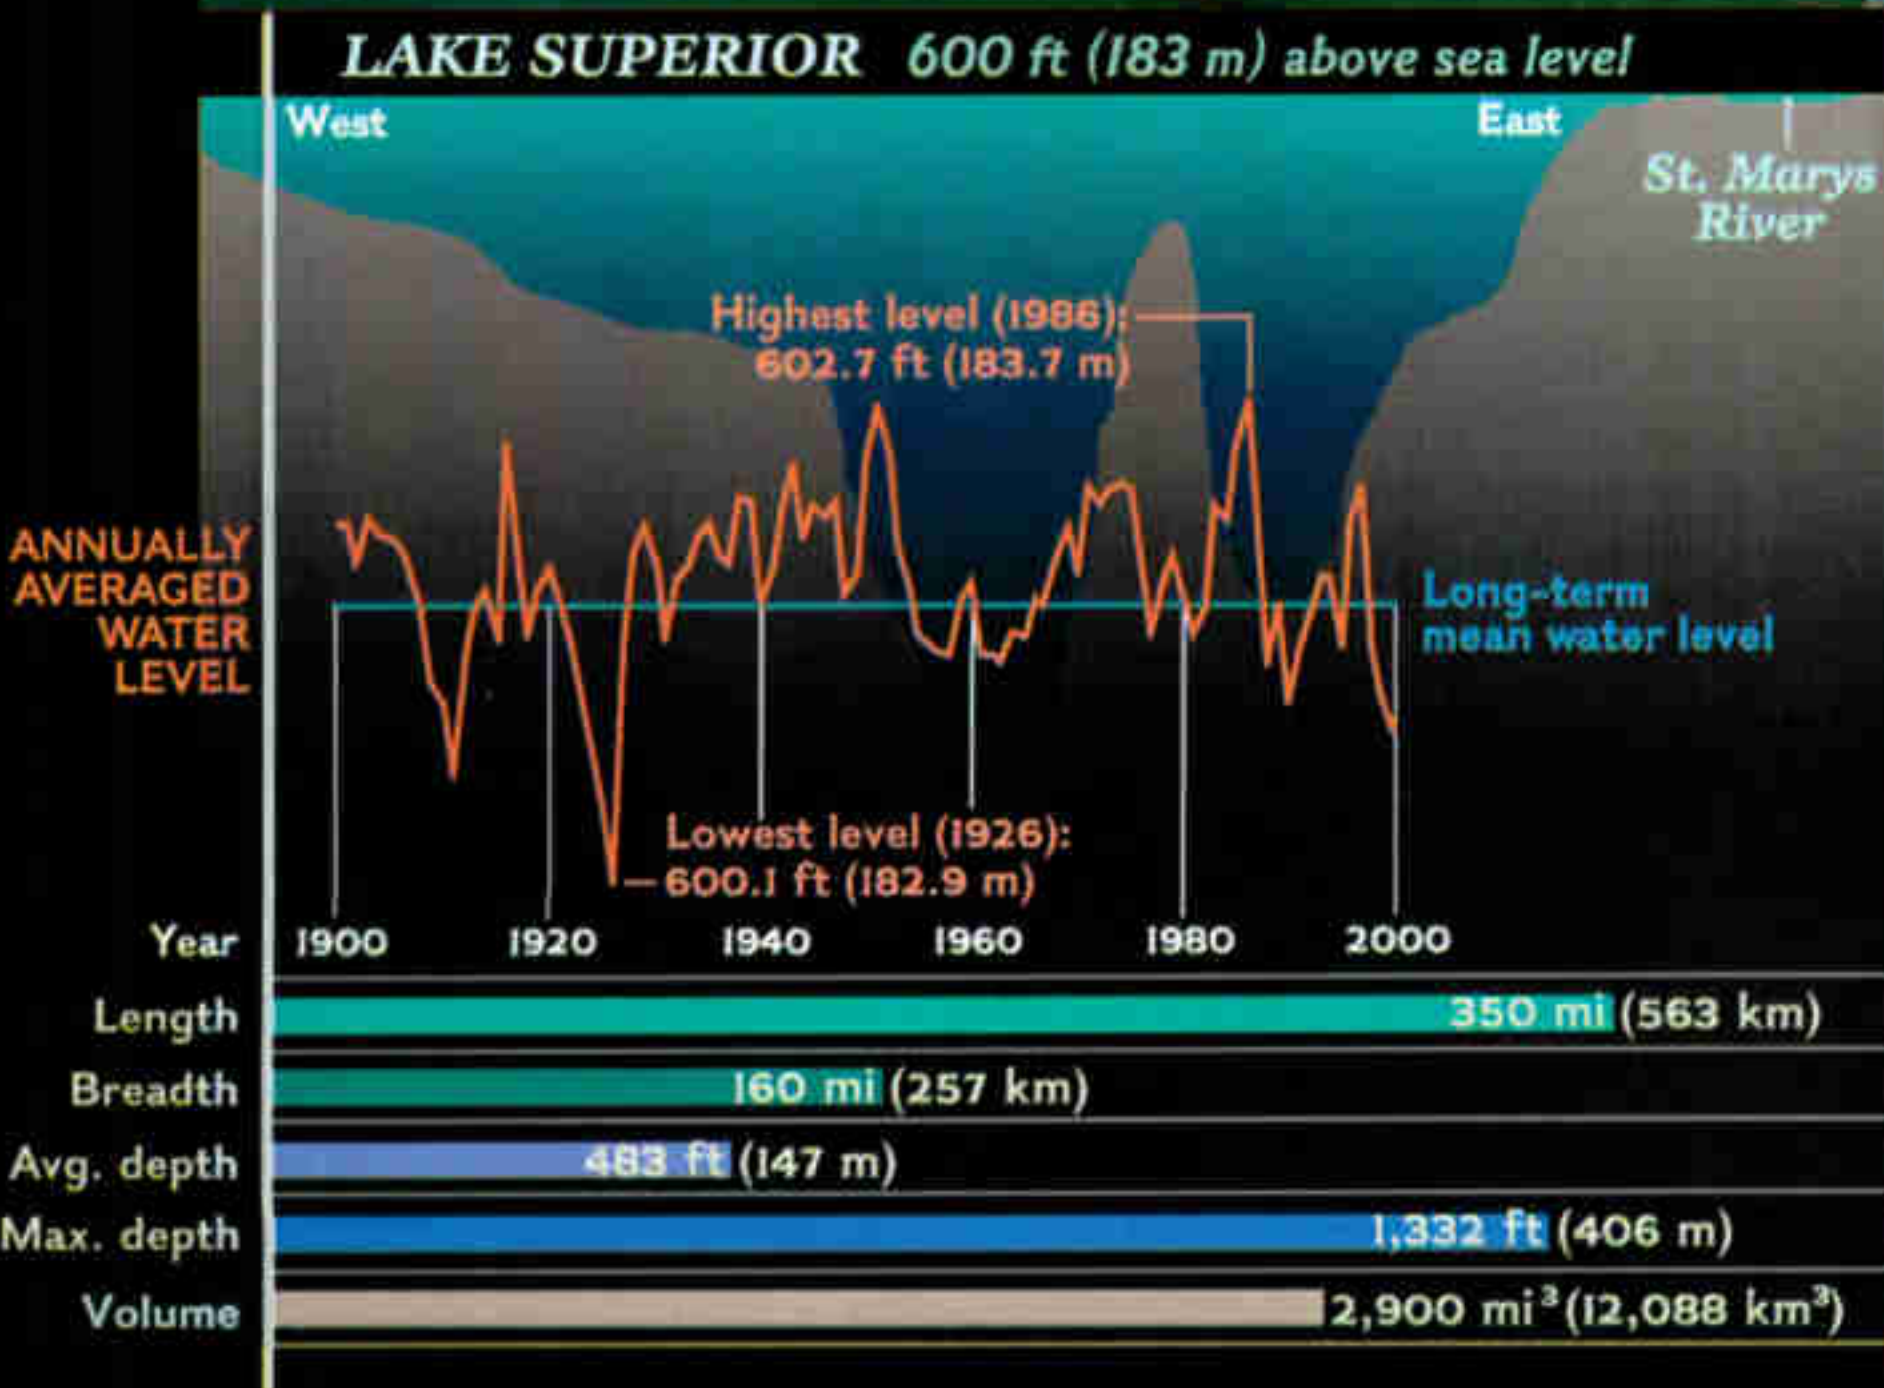 LAKE SUPERIOR 600 ft (183 m) above sea level
West
East
St. Marys
River
Highest level (1986):
602.7 ft (183.7 m)
ANNUALLY
AVERAGED
WATER
LEVEL
Long-term
mean water level
Lowest level (1926):
600.1 ft (182.9 m)
Year 1900 1920 1940 1960 1980 2000
Length 350 mi (563 km)
Breadth 160 mi (257 km)
Avg. depth 483 ft (147 m)
Max. depth 1,332 ft (406 m)
Volume 2,900 mi³ (12,088 km³)